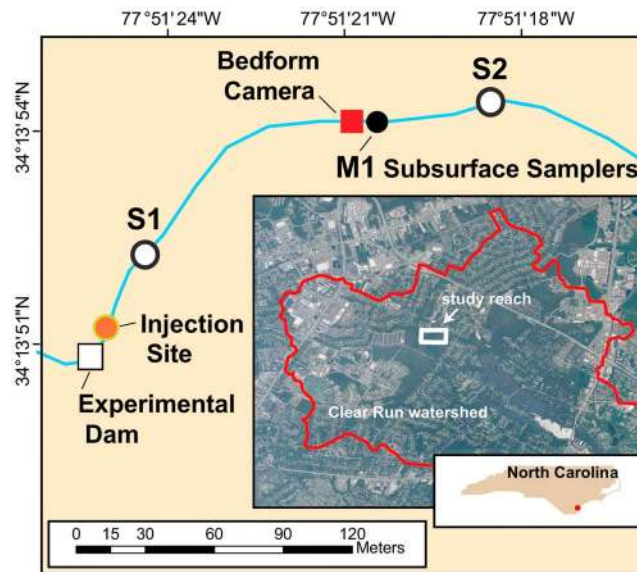 77°51'24"W
77°51'21"W
77°51'18"W
34°13'54"N
34°13'51"N
Bedform
Camera
S2
M1 Subsurface Samplers
S1
Injection
Site
Experimental
Dam
study reach
Clear Run watershed
North Carolina
0 15 30 60 90 120
Meters